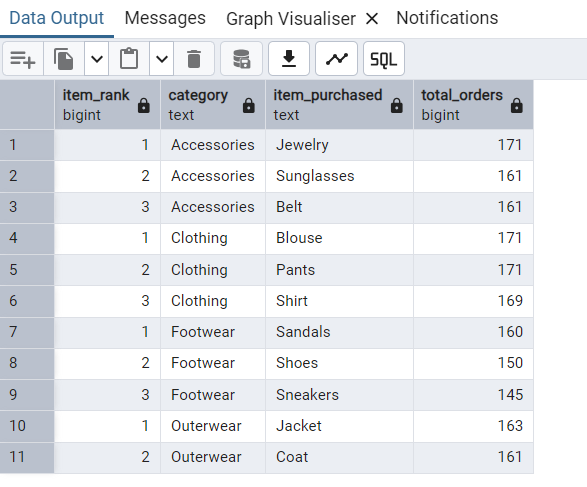 Data Output Messages Graph Visualiser × Notifications
SQL
item_rank category item_purchased total_orders
bigint text text bigint
1 1 Accessories Jewelry 171
2 2 Accessories Sunglasses 161
3 3 Accessories Belt 161
4 1 Clothing Blouse 171
5 2 Clothing Pants 171
6 3 Clothing Shirt 169
7 1 Footwear Sandals 160
8 2 Footwear Shoes 150
9 3 Footwear Sneakers 145
10 1 Outerwear Jacket 163
11 2 Outerwear Coat 161